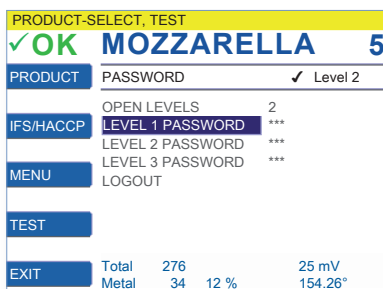 PRODUCT-SELECT, TEST
✓OK MOZZARELLA 5
PRODUCT PASSWORD ✓ Level 2
OPEN LEVELS 2
IFS/HACCP LEVEL 1 PASSWORD ***
LEVEL 2 PASSWORD ***
LEVEL 3 PASSWORD ***
MENU LOGOUT
TEST
Total 276 25 mV
EXIT Metal 34 12 % 154,26°